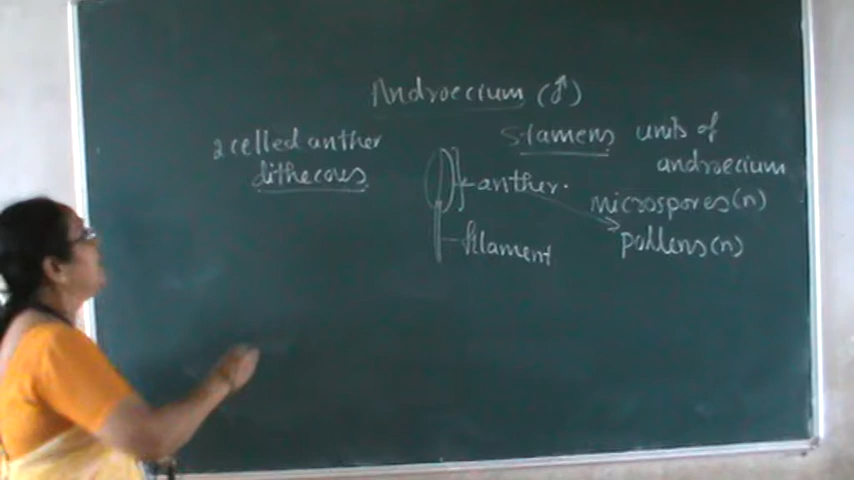 Androecium (♂)
2 celled anther
dithecous
Stamens units of
androecium
anther.
microspores(n)
pollens(n)
filament